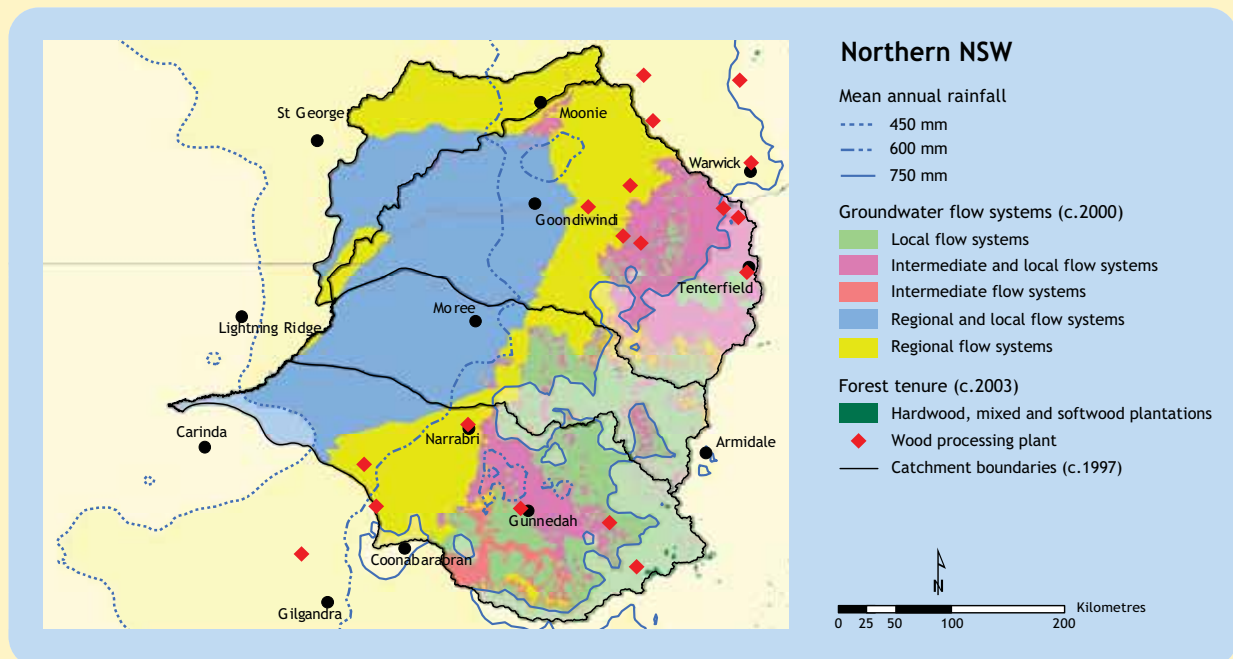 Northern NSW
Mean annual rainfall
450 mm
600 mm
750 mm
Groundwater flow systems (c.2000)
Local flow systems
Intermediate and local flow systems
Intermediate flow systems
Regional and local flow systems
Regional flow systems
Forest tenure (c.2003)
Hardwood, mixed and softwood plantations
Wood processing plant
Catchment boundaries (c.1997)
N
Kilometres
0 25 50 100 200
St George
Moonie
Warwick
Goondiwindi
Tenterfield
Moree
Lightning Ridge
Carinda
Narrabri
Armidale
Gunnedah
Coonabarabran
Gilgandra